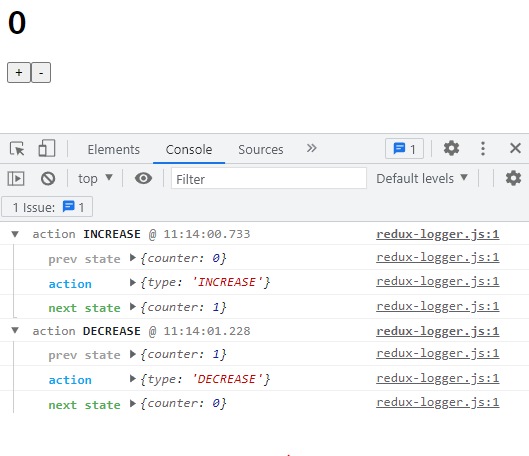 0
+ -
Elements Console Sources » 1
top Filter Default levels
1 Issue: 1
action INCREASE @ 11:14:00.733 redux-logger.js:1
prev state {counter: 0} redux-logger.js:1
action {type: 'INCREASE'} redux-logger.js:1
next state {counter: 1} redux-logger.js:1
action DECREASE @ 11:14:01.228 redux-logger.js:1
prev state {counter: 1} redux-logger.js:1
action {type: 'DECREASE'} redux-logger.js:1
next state {counter: 0} redux-logger.js:1